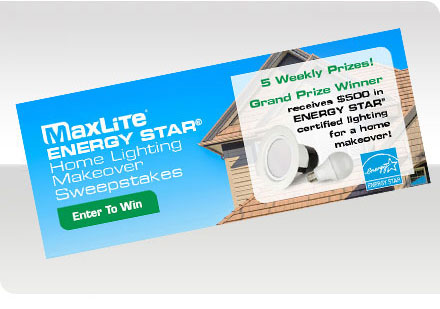 MaxLite®
ENERGY STAR®
Home Lighting
Makeover
Sweepstakes
Enter To Win
5 Weekly Prizes!
Grand Prize Winner
receives $500 in
ENERGY STAR®
certified lighting
for a home
makeover!
energy
ENERGY STAR